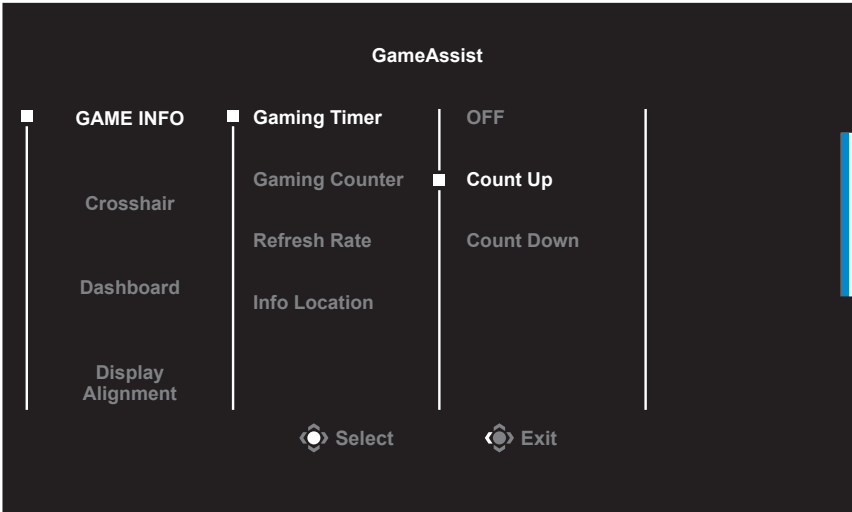 GameAssist
GAME INFO
Gaming Timer
OFF
Gaming Counter
Count Up
Crosshair
Refresh Rate
Count Down
Dashboard
Info Location
Display
Alignment
Select
Exit